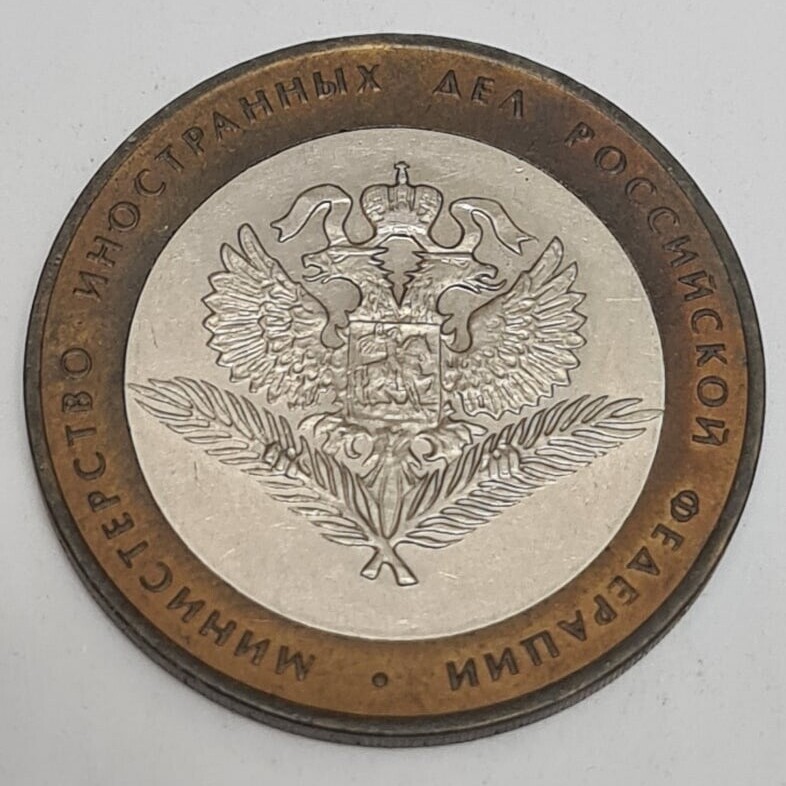 МИНИСТЕРСТВО ИНОСТРАННЫХ ДЕЛ РОССИЙСКОЙ ФЕДЕРАЦИИ •